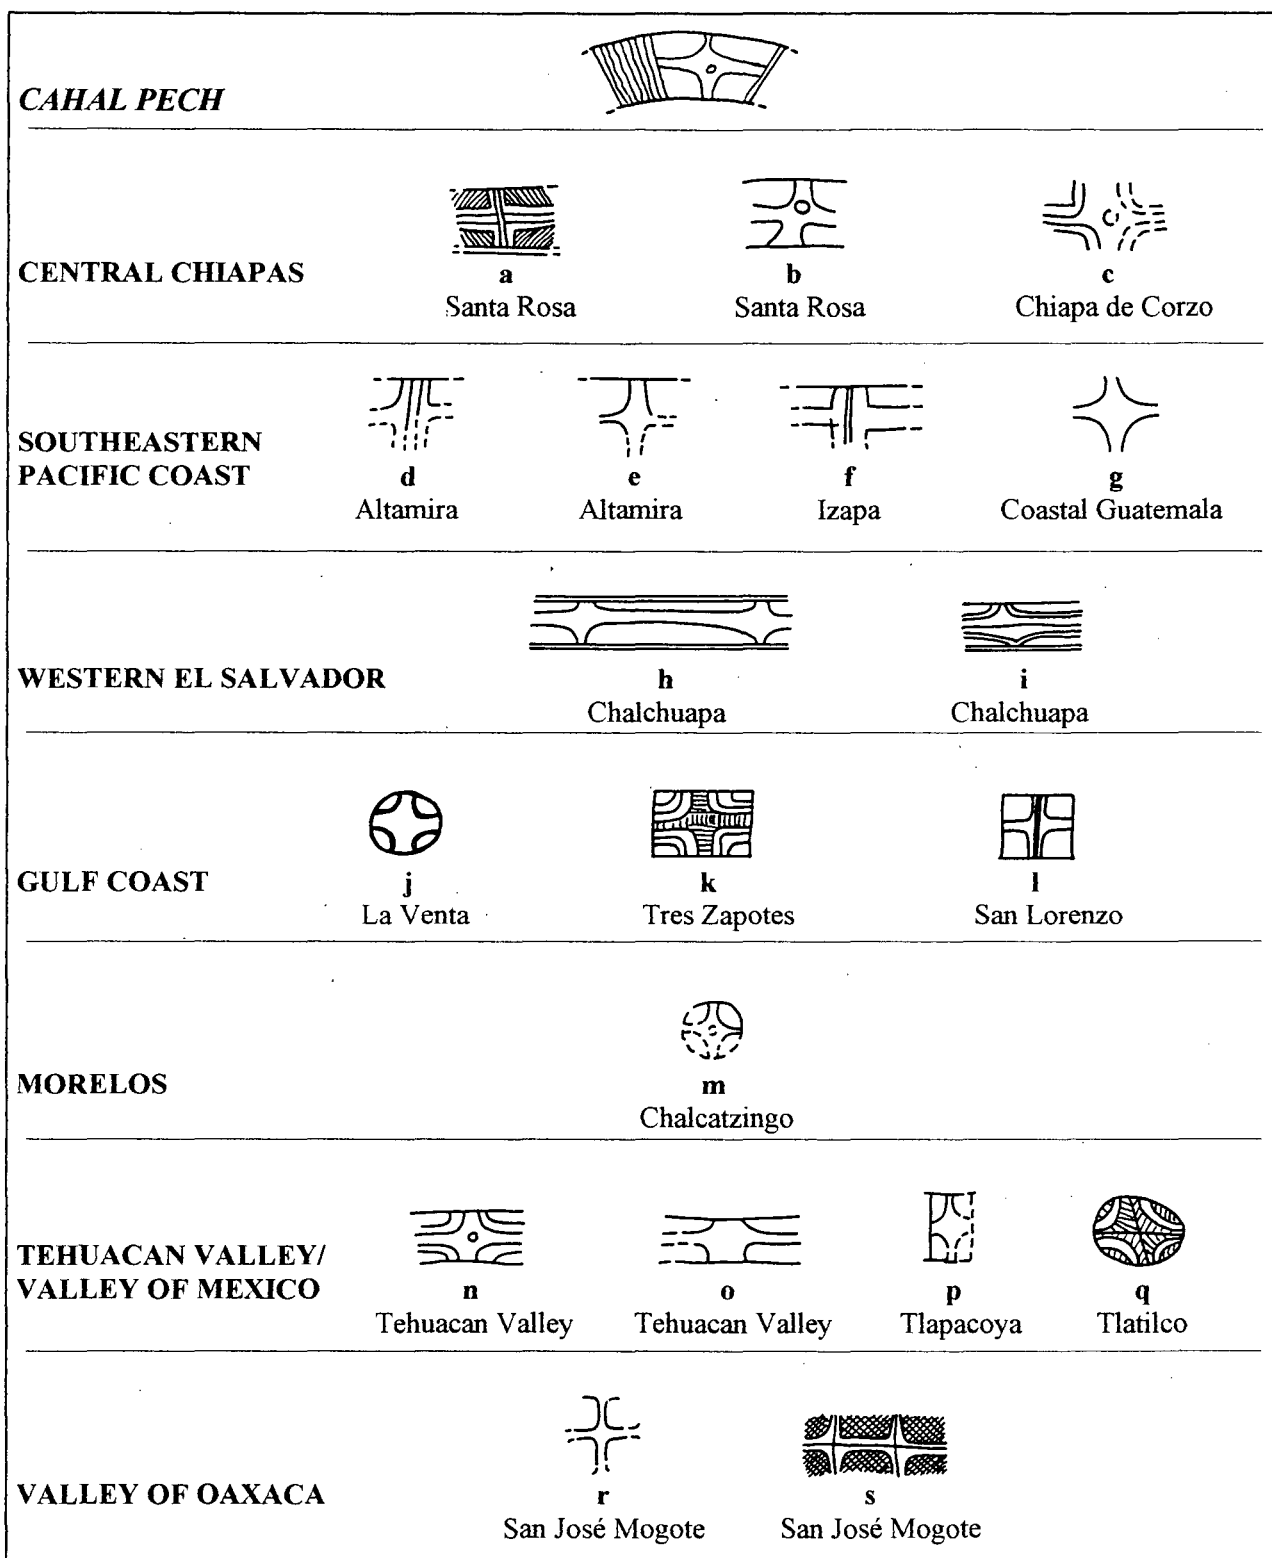 CAHAL PECH
CENTRAL CHIAPAS
a b c
Santa Rosa Santa Rosa Chiapa de Corzo
SOUTHEASTERN
PACIFIC COAST
d e f g
Altamira Altamira Izapa Coastal Guatemala
WESTERN EL SALVADOR
h i
Chalchuapa Chalchuapa
GULF COAST
j k l
La Venta Tres Zapotes San Lorenzo
MORELOS
m
Chalcatzingo
TEHUACAN VALLEY/
VALLEY OF MEXICO
n o p q
Tehuacan Valley Tehuacan Valley Tlapacoya Tlatilco
VALLEY OF OAXACA
r s
San José Mogote San José Mogote